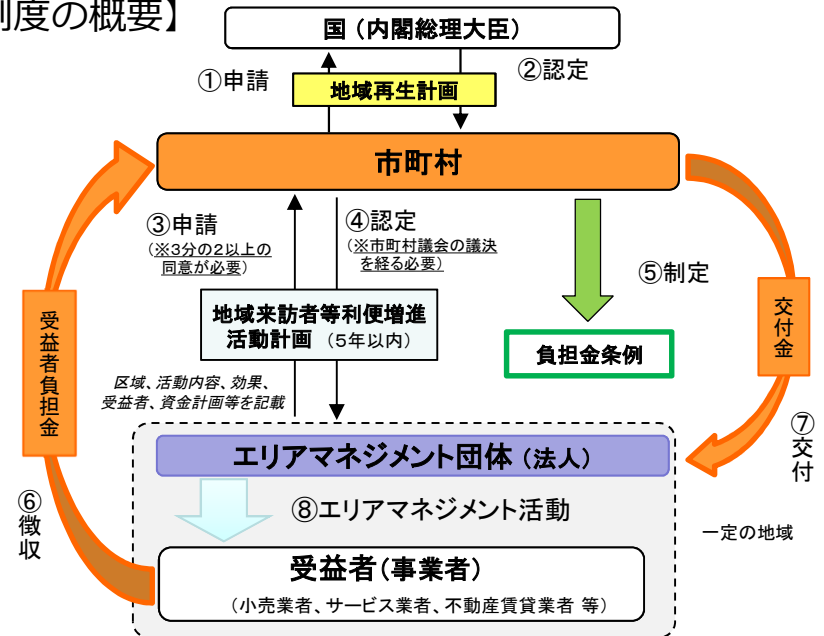 制度の概要】
国（内閣総理大臣）
①申請
②認定
地域再生計画
市町村
③申請
（※3分の2以上の
同意が必要）
④認定
（※市町村議会の議決
を経る必要）
⑤制定
地域来訪者等利便増進
活動計画 （5年以内）
負担金条例
受益者負担金
交付金
区域、活動内容、効果、
受益者、資金計画等を記載
⑦交付
エリアマネジメント団体（法人）
⑥徴収
⑧エリアマネジメント活動
一定の地域
受益者（事業者）
（小売業者、サービス業者、不動産賃貸業者 等）